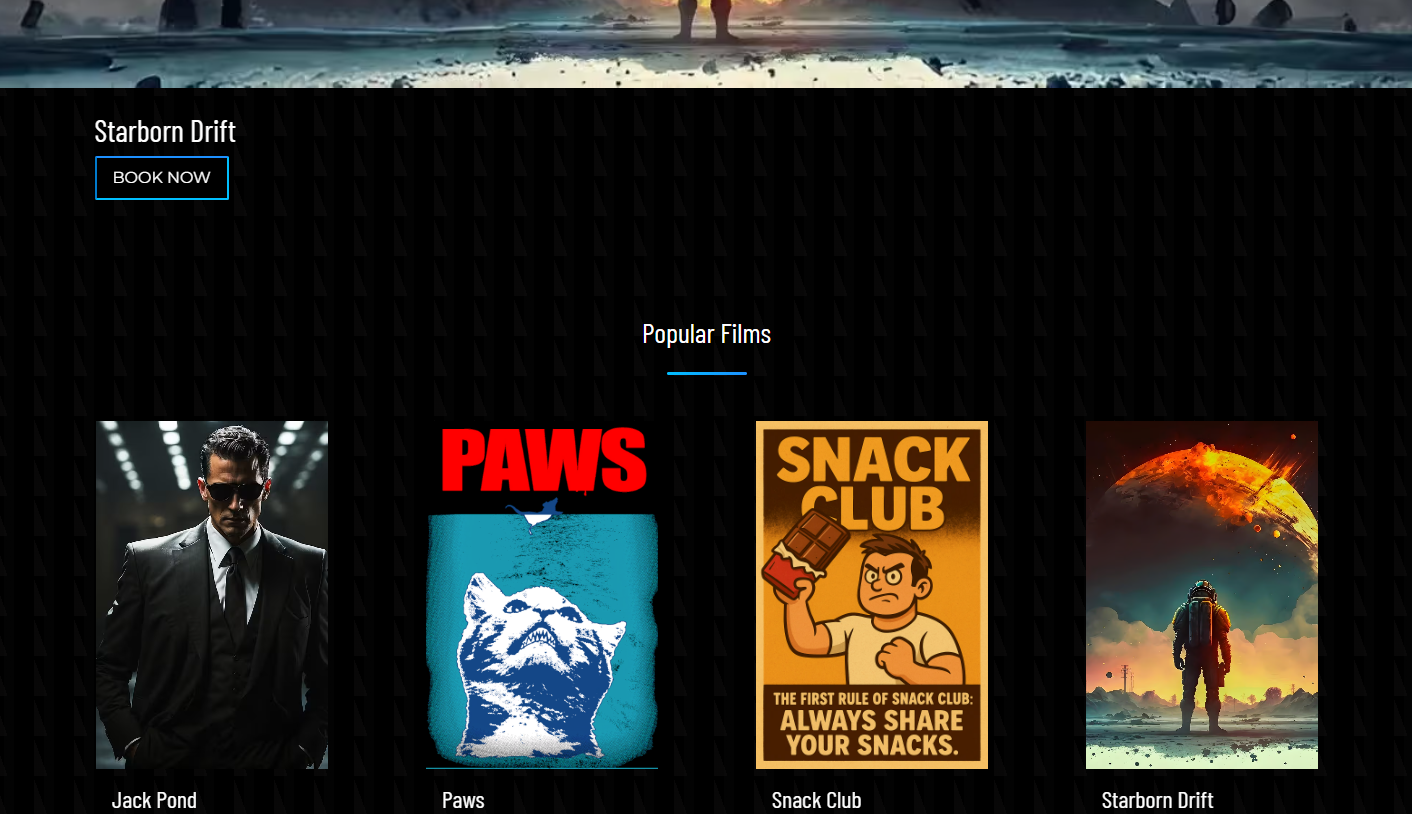 Starborn Drift
BOOK NOW
Popular Films
PAWS
SNACK
CLUB
THE FIRST RULE OF SNACK CLUB:
ALWAYS SHARE
YOUR SNACKS.
Jack Pond
Paws
Snack Club
Starborn Drift